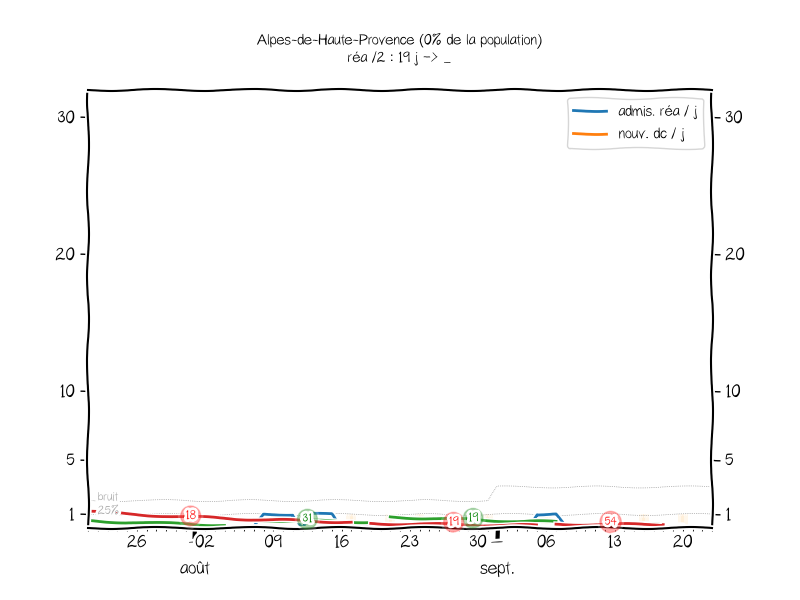 Alpes-de-Haute-Provence (0% de la population)
réa /2 : 19 j -> _
admis. réa / j
nouv. dc / j
30 30
20 20
10 10
5 5
bruit
25%
1 1
18 31 19 19 54
26 02 09 16 23 30 06 13 20
août sept.